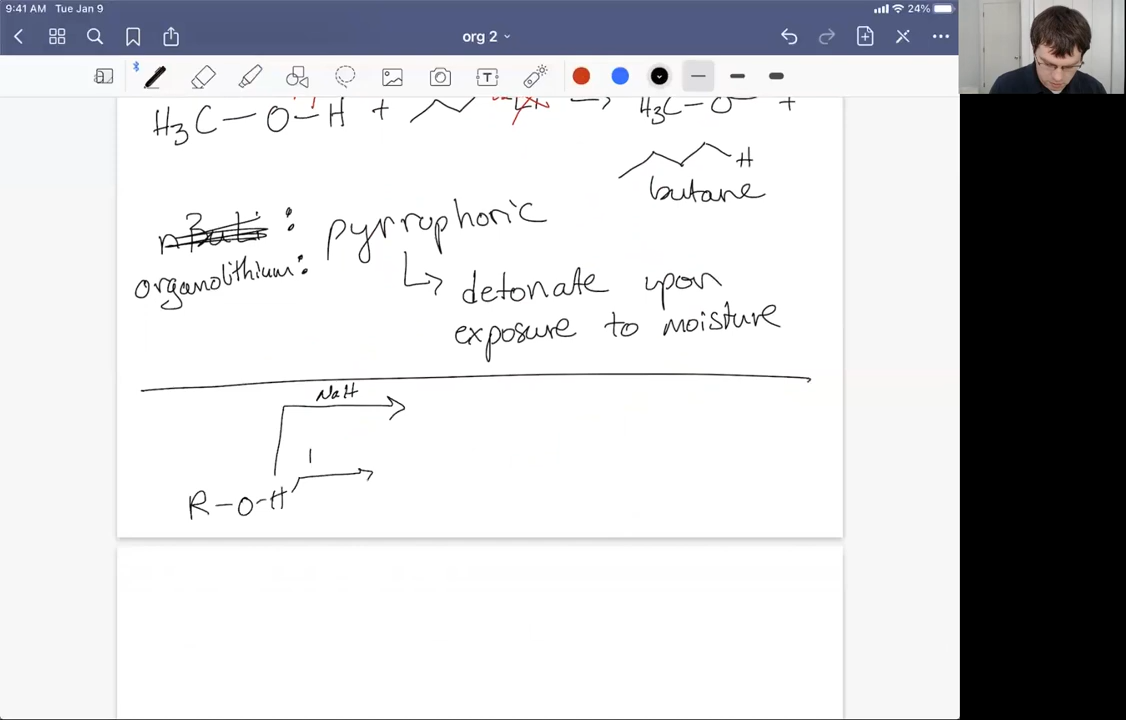 9:41 AM Tue Jan 9
24%
org 2
H3C-O-H + → H3C-O +
H
butane
: pyrrophoric
organolithium:
↳ detonate upon
exposure to moisture
NaH
R-O-H